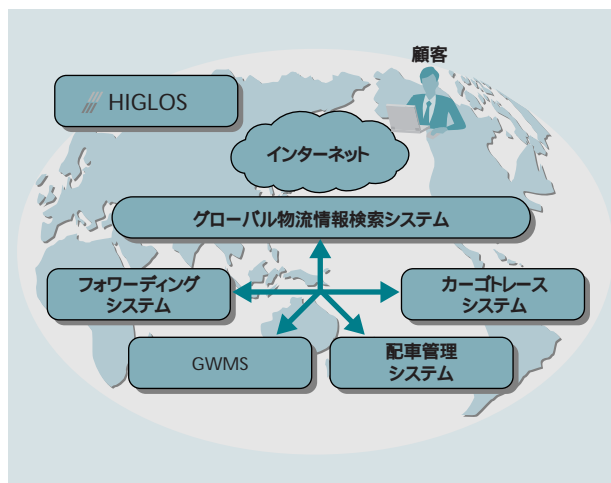 顧客
HIGLOS
インターネット
グローバル物流情報検索システム
フォワーディング
システム
カーゴトレース
システム
GWMS
配車管理
システム